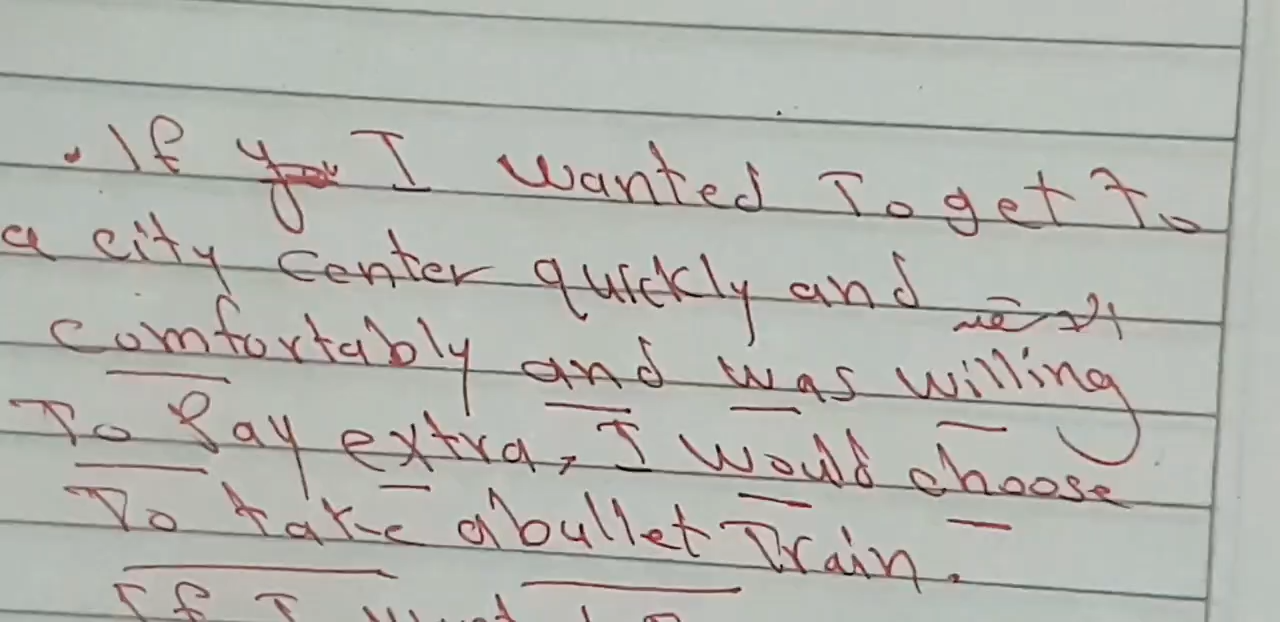 . If I wanted To get to
a city center quickly and
comfortably and was willing
To Pay extra, I would choose
To take a bullet Train.
If I